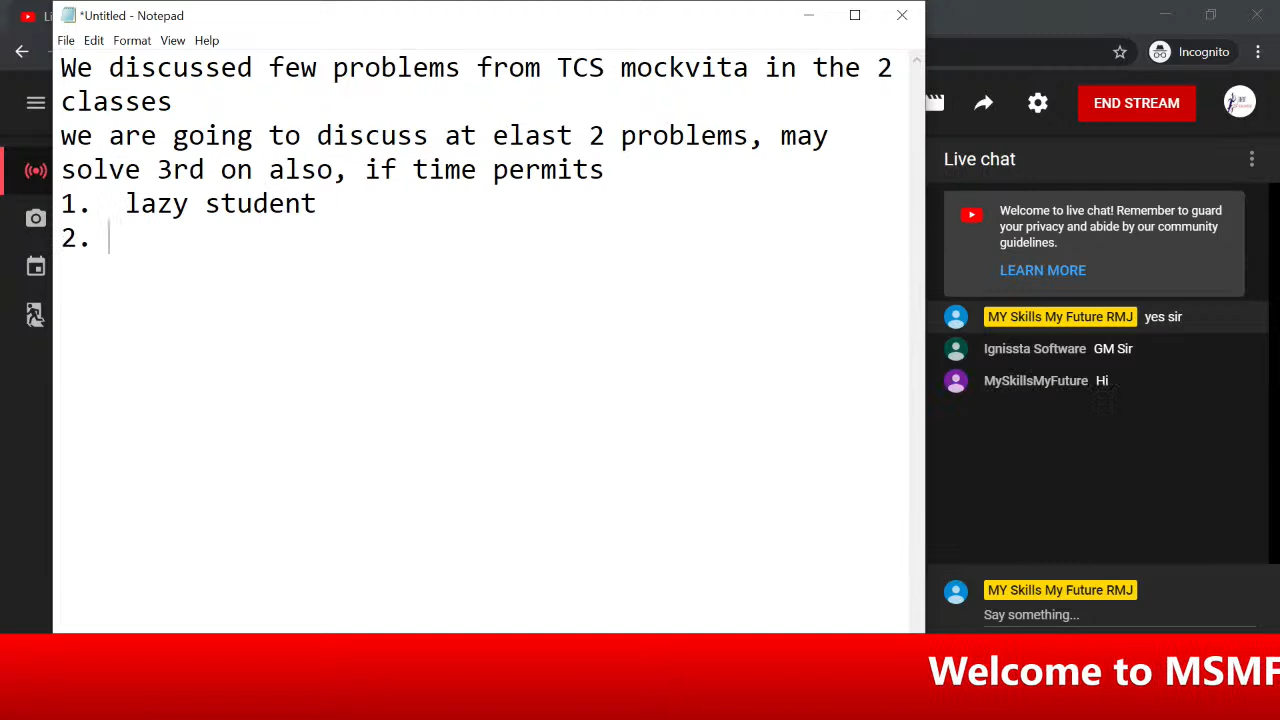 *Untitled - Notepad
File Edit Format View Help
We discussed few problems from TCS mockvita in the 2
classes
we are going to discuss at elast 2 problems, may
solve 3rd on also, if time permits
1. lazy student
2.
Incognito
END STREAM
Live chat
Welcome to live chat! Remember to guard
your privacy and abide by our community
guidelines.
LEARN MORE
MY Skills My Future RMJ yes sir
Ignissta Software GM Sir
MySkillsMyFuture Hi
MY Skills My Future RMJ
Say something...
Welcome to MSMF